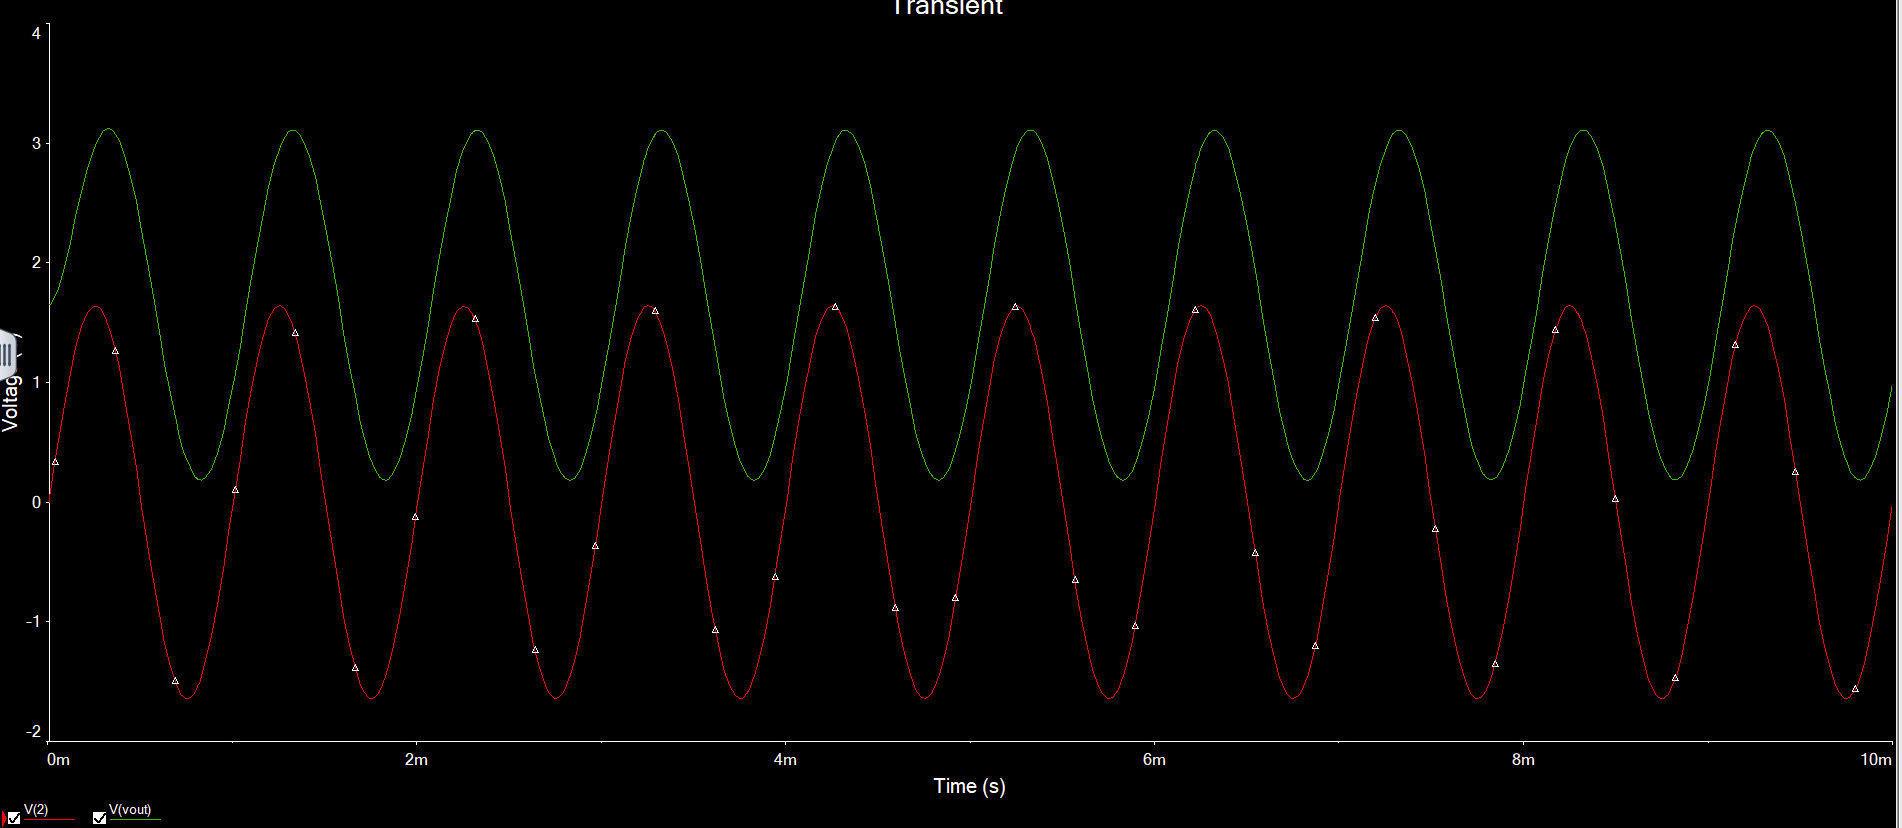 Transient
4
3
2
1
0
-1
-2
Voltag
0m 2m 4m 6m 8m 10m
Time (s)
V(2) V(vout)